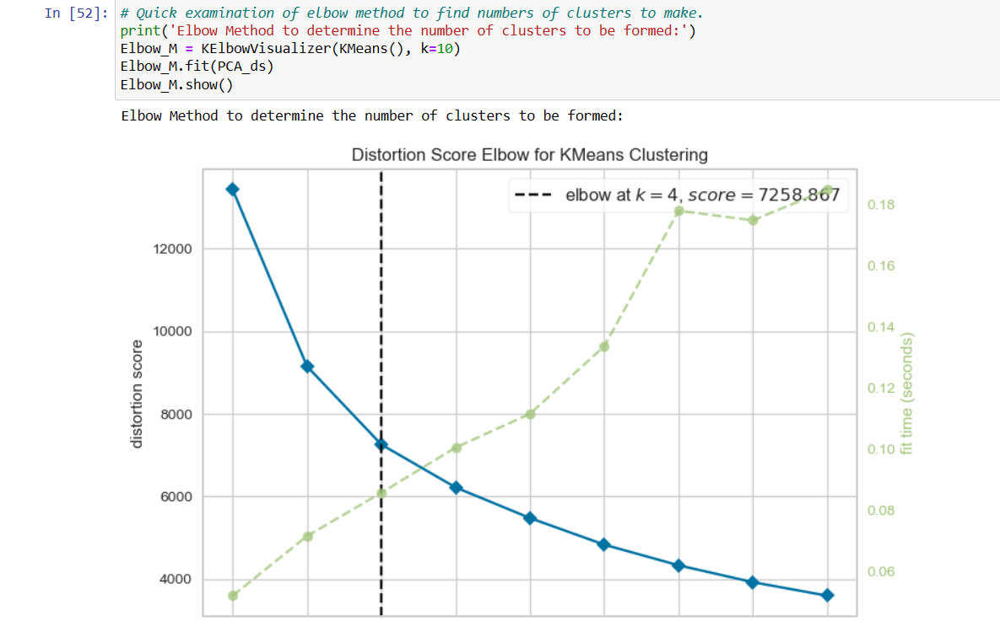 In [52]: # Quick examination of elbow method to find numbers of clusters to make.
print('Elbow Method to determine the number of clusters to be formed:')
Elbow_M = KElbowVisualizer(KMeans(), k=10)
Elbow_M.fit(PCA_ds)
Elbow_M.show()
Elbow Method to determine the number of clusters to be formed:
Distortion Score Elbow for KMeans Clustering
elbow at k = 4, score = 7258.867
distortion score
12000
10000
8000
6000
4000
0.18
0.16
0.14
0.12
0.10
0.08
0.06
fit time (seconds)